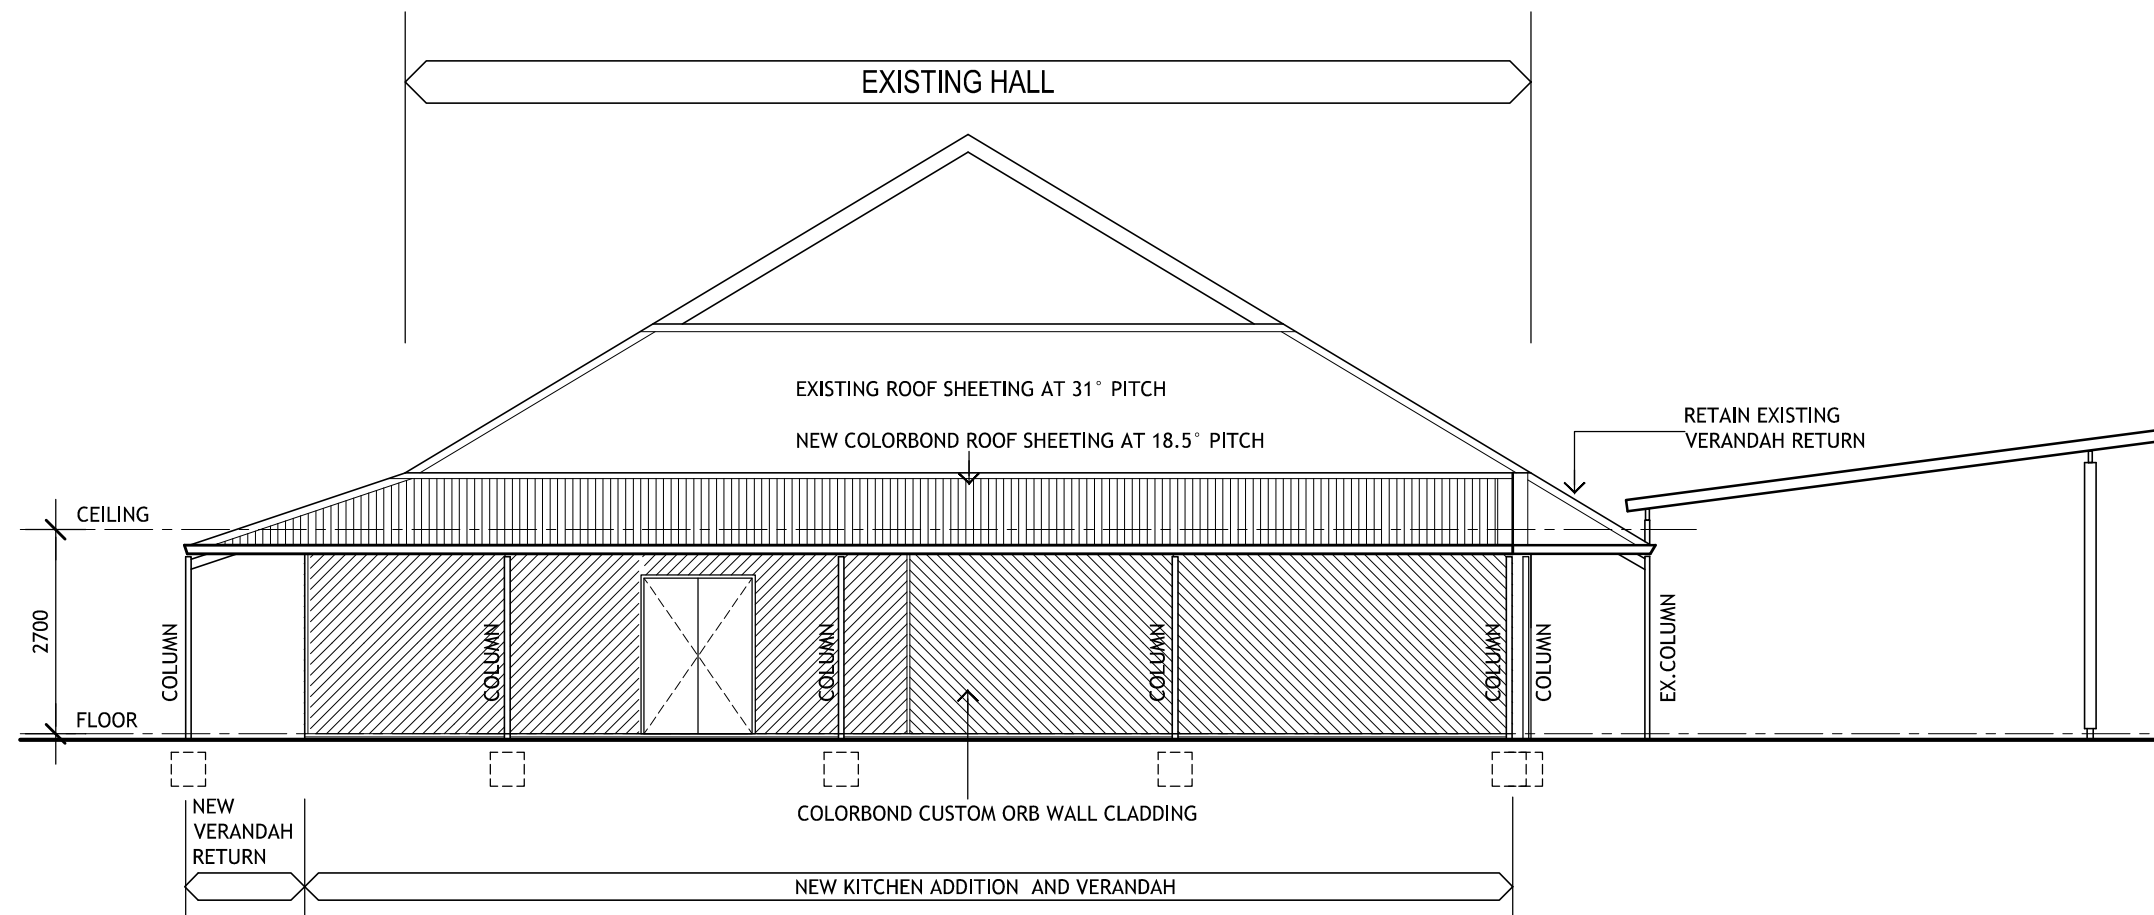 EXISTING HALL
EXISTING ROOF SHEETING AT 31° PITCH
NEW COLORBOND ROOF SHEETING AT 18.5° PITCH
RETAIN EXISTING
VERANDAH RETURN
CEILING
2700
FLOOR
COLUMN
COLUMN
COLUMN
COLUMN
COLUMN
COLUMN
EX.COLUMN
NEW
VERANDAH
RETURN
COLORBOND CUSTOM ORB WALL CLADDING
NEW KITCHEN ADDITION AND VERANDAH